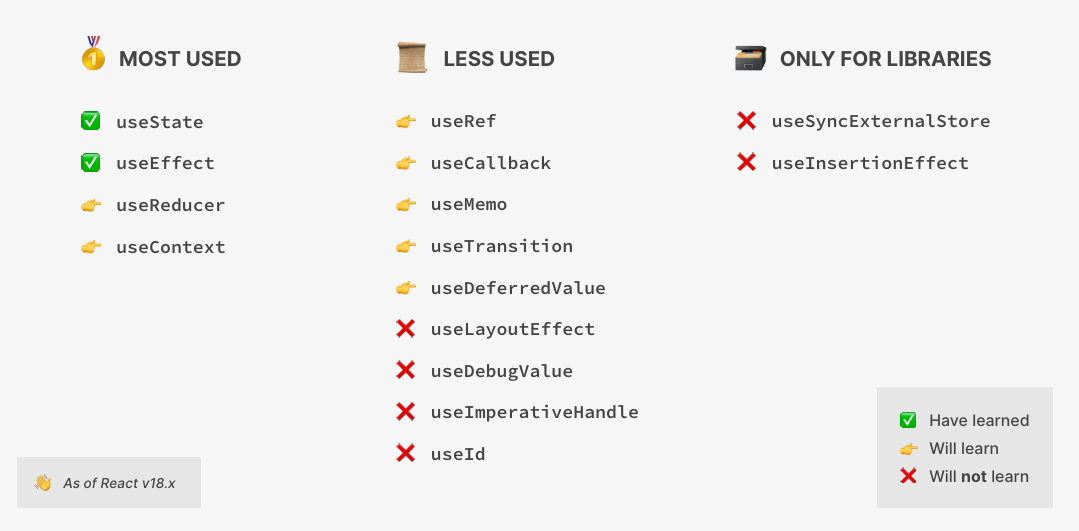 MOST USED
useState
useEffect
useReducer
useContext
LESS USED
useRef
useCallback
useMemo
useTransition
useDeferredValue
useLayoutEffect
useDebugValue
useImperativeHandle
useId
ONLY FOR LIBRARIES
useSyncExternalStore
useInsertionEffect
Have learned
Will learn
Will not learn
As of React v18.x